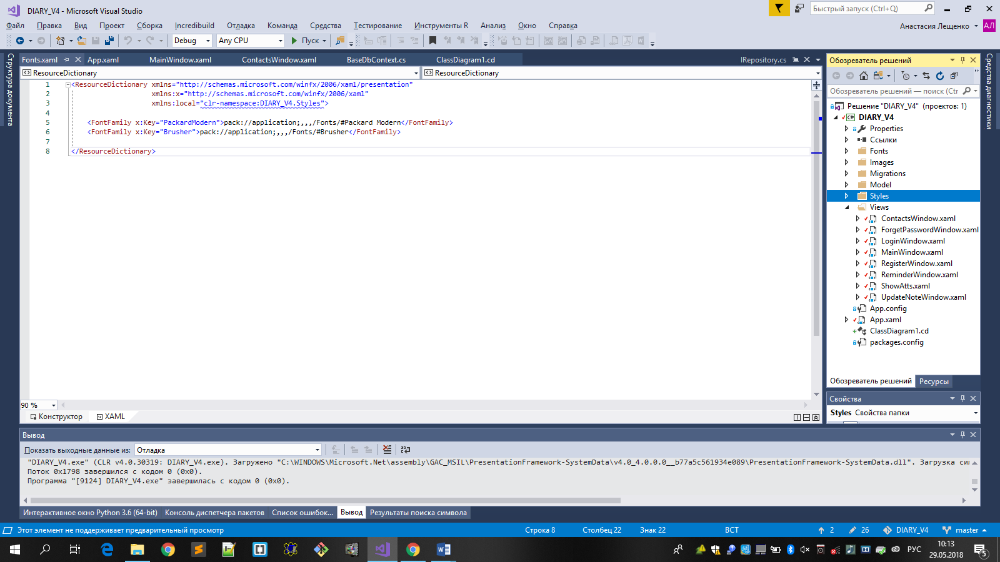 DIARY_V4 - Microsoft Visual Studio
Быстрый запуск (Ctrl+Q)
Файл Правка Вид Проект Сборка Incredibuild Отладка Команда Средства Тестирование Инструменты R Анализ Окно Справка
Анастасия Лещенко АЛ
Debug Any CPU Пуск
Структура документа
Fonts.xaml App.xaml MainWindow.xaml ContactsWindow.xaml BaseDbContext.cs ClassDiagram1.cd IRepository.cs
ResourceDictionary ResourceDictionary
1 <ResourceDictionary xmlns="http://schemas.microsoft.com/winfx/2006/xaml/presentation"
2 xmlns:x="http://schemas.microsoft.com/winfx/2006/xaml"
3 xmlns:local="clr-namespace:DIARY_V4.Styles">
4
5 <FontFamily x:Key="PackardModern">pack://application;,,,/Fonts/#Packard Modern</FontFamily>
6 <FontFamily x:Key="Brusher">pack://application;,,,/Fonts/#Brusher</FontFamily>
7
8 </ResourceDictionary>
90 %
Конструктор XAML
Обозреватель решений
Обозреватель решений — поиск (Ctr
Решение "DIARY_V4" (проектов: 1)
DIARY_V4
Properties
Ссылки
Fonts
Images
Migrations
Model
Styles
Views
ContactsWindow.xaml
ForgetPasswordWindow.xaml
LoginWindow.xaml
MainWindow.xaml
RegisterWindow.xaml
ReminderWindow.xaml
ShowAtts.xaml
UpdateNoteWindow.xaml
App.config
App.xaml
ClassDiagram1.cd
packages.config
Обозреватель решений Ресурсы
Свойства
Styles Свойства папки
Средства диагностики
Вывод
Показать выходные данные из: Отладка
"DIARY_V4.exe" (CLR v4.0.30319: DIARY_V4.exe). Загружено "C:\WINDOWS\Microsoft.Net\assembly\GAC_MSIL\PresentationFramework-SystemData\v4.0_4.0.0.0__b77a5c561934e089\PresentationFramework-SystemData.dll". Загрузка сим
Поток 0x1798 завершился с кодом 0 (0x0).
Программа "[9124] DIARY_V4.exe" завершилась с кодом 0 (0x0).
Интерактивное окно Python 3.6 (64-bit) Консоль диспетчера пакетов Список ошибок... Вывод Результаты поиска символа
Этот элемент не поддерживает предварительный просмотр Строка 8 Столбец 22 Знак 22 ВСТ 2 26 DIARY_V4 master
РУС
10:13
29.05.2018
5